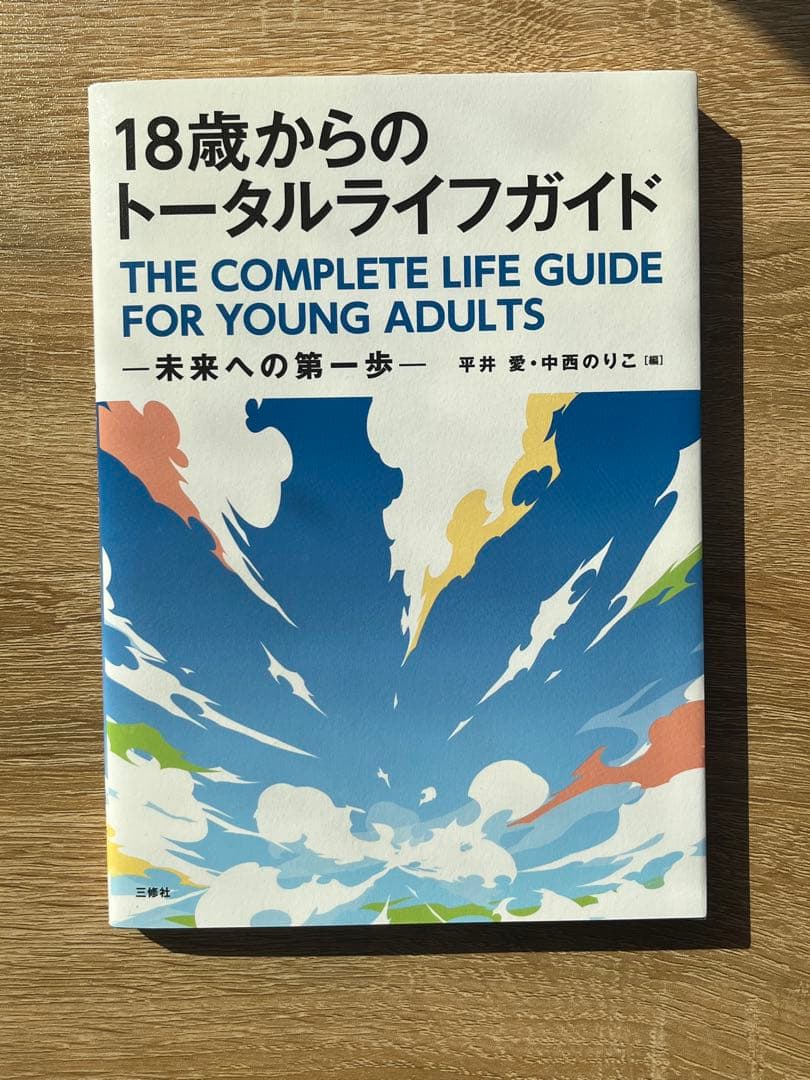 18歳からの
トータルライフガイド
THE COMPLETE LIFE GUIDE
FOR YOUNG ADULTS
―未来への第一歩― 平井 愛・中西のりこ[編]
三修社